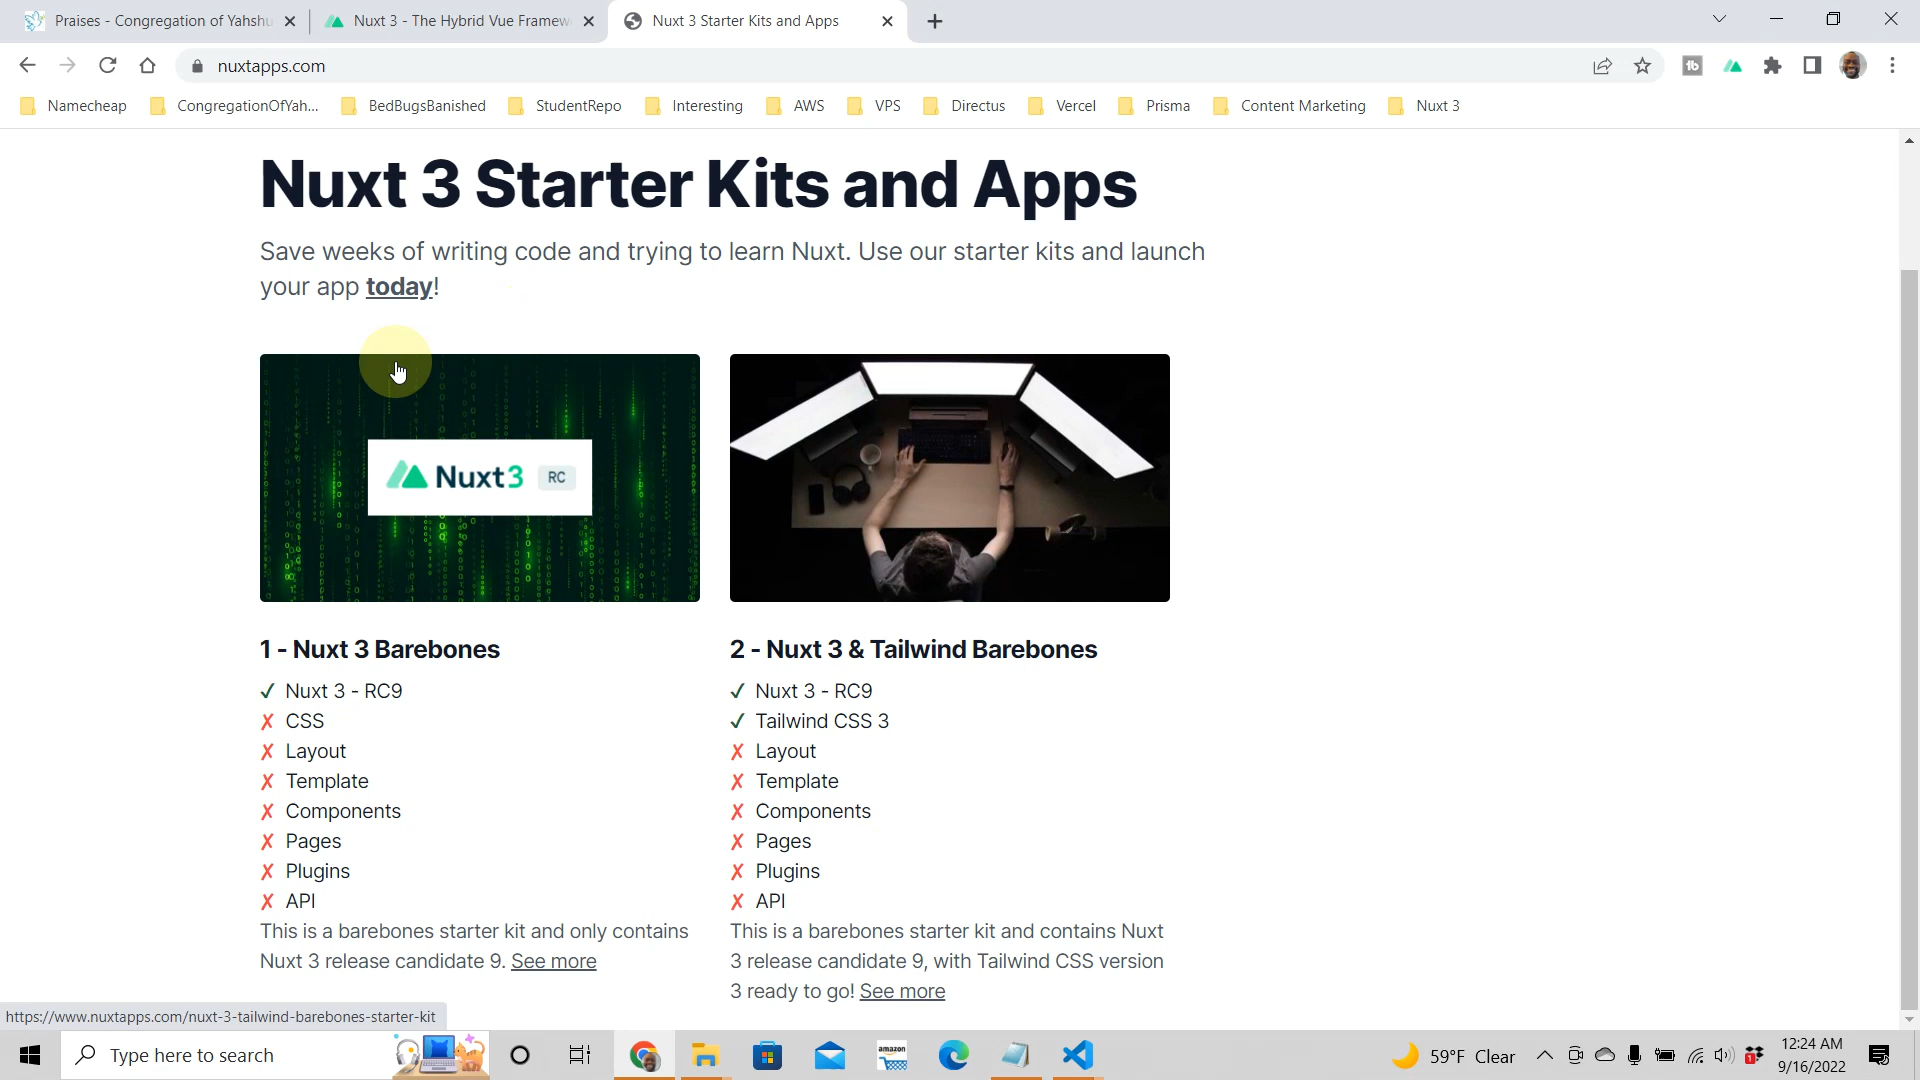 Praises - Congregation of Yahshu
Nuxt 3 - The Hybrid Vue Framew
Nuxt 3 Starter Kits and Apps
nuxtapps.com
Namecheap
CongregationOfYah...
BedBugsBanished
StudentRepo
Interesting
AWS
VPS
Directus
Vercel
Prisma
Content Marketing
Nuxt 3
Nuxt 3 Starter Kits and Apps
Save weeks of writing code and trying to learn Nuxt. Use our starter kits and launch
your app today!
Nuxt3 RC
1 - Nuxt 3 Barebones
✓ Nuxt 3 - RC9
✗ CSS
✗ Layout
✗ Template
✗ Components
✗ Pages
✗ Plugins
✗ API
This is a barebones starter kit and only contains
Nuxt 3 release candidate 9. See more
2 - Nuxt 3 & Tailwind Barebones
✓ Nuxt 3 - RC9
✓ Tailwind CSS 3
✗ Layout
✗ Template
✗ Components
✗ Pages
✗ Plugins
✗ API
This is a barebones starter kit and contains Nuxt
3 release candidate 9, with Tailwind CSS version
3 ready to go! See more
https://www.nuxtapps.com/nuxt-3-tailwind-barebones-starter-kit
Type here to search
amazon
59°F Clear
12:24 AM
9/16/2022